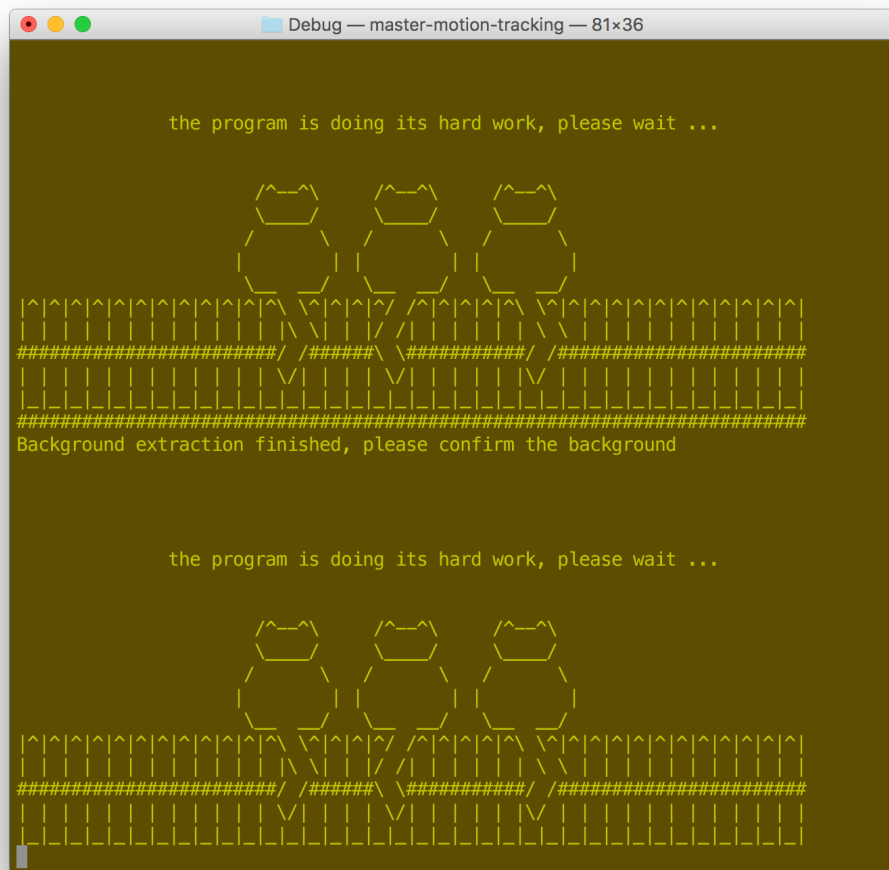 Debug — master-motion-tracking — 81×36
the program is doing its hard work, please wait ...
Background extraction finished, please confirm the background
the program is doing its hard work, please wait ...